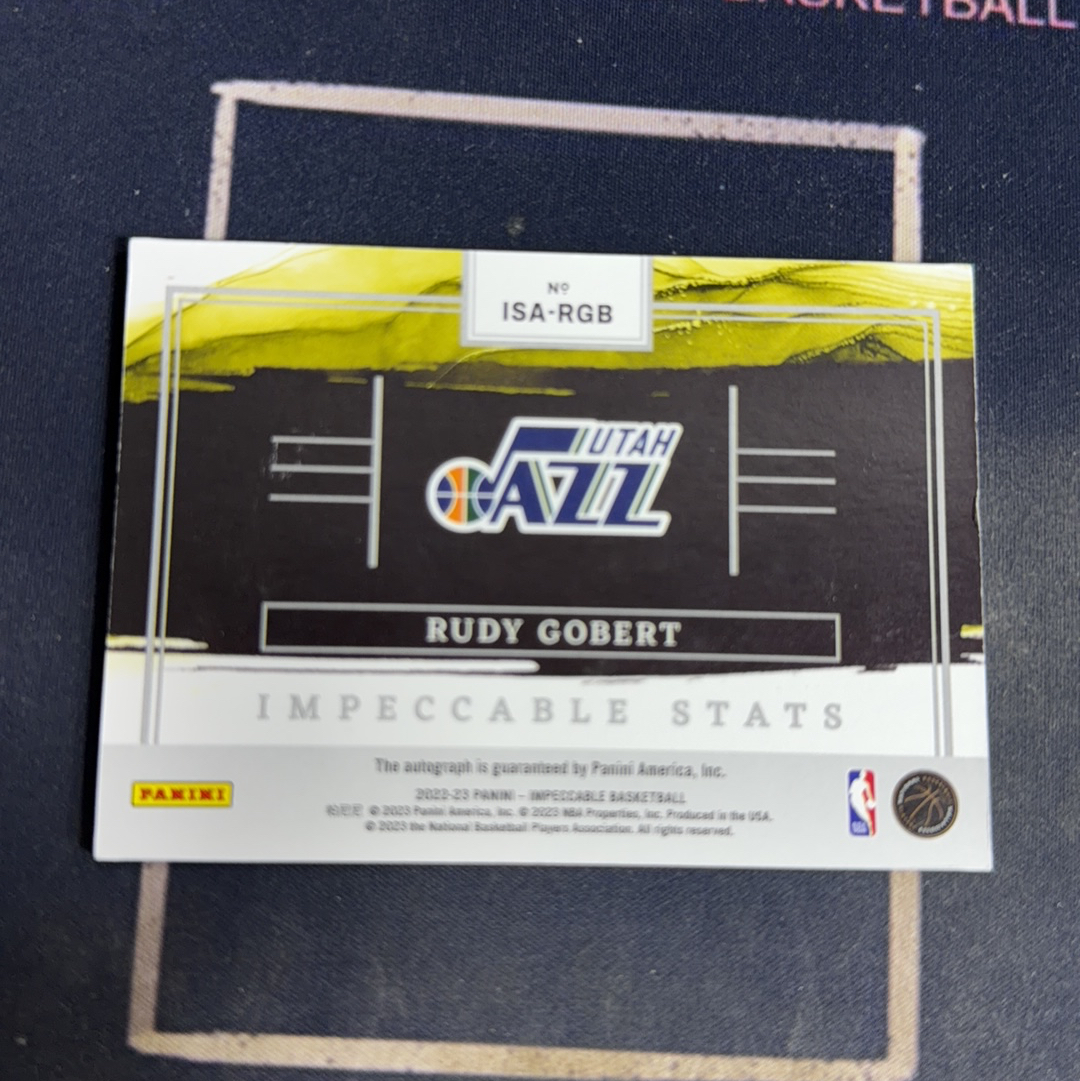 BASKETBALL
Nº
ISA-RGB
UTAH
JAZZ
RUDY GOBERT
IMPECCABLE STATS
The autograph is guaranteed by Panini America, Inc.
PANINI
2022-23 PANINI – IMPECCABLE BASKETBALL
© 2023 Panini America, Inc. © 2023 NBA Properties, Inc. Produced in the USA.
© 2023 the National Basketball Players Association. All rights reserved.